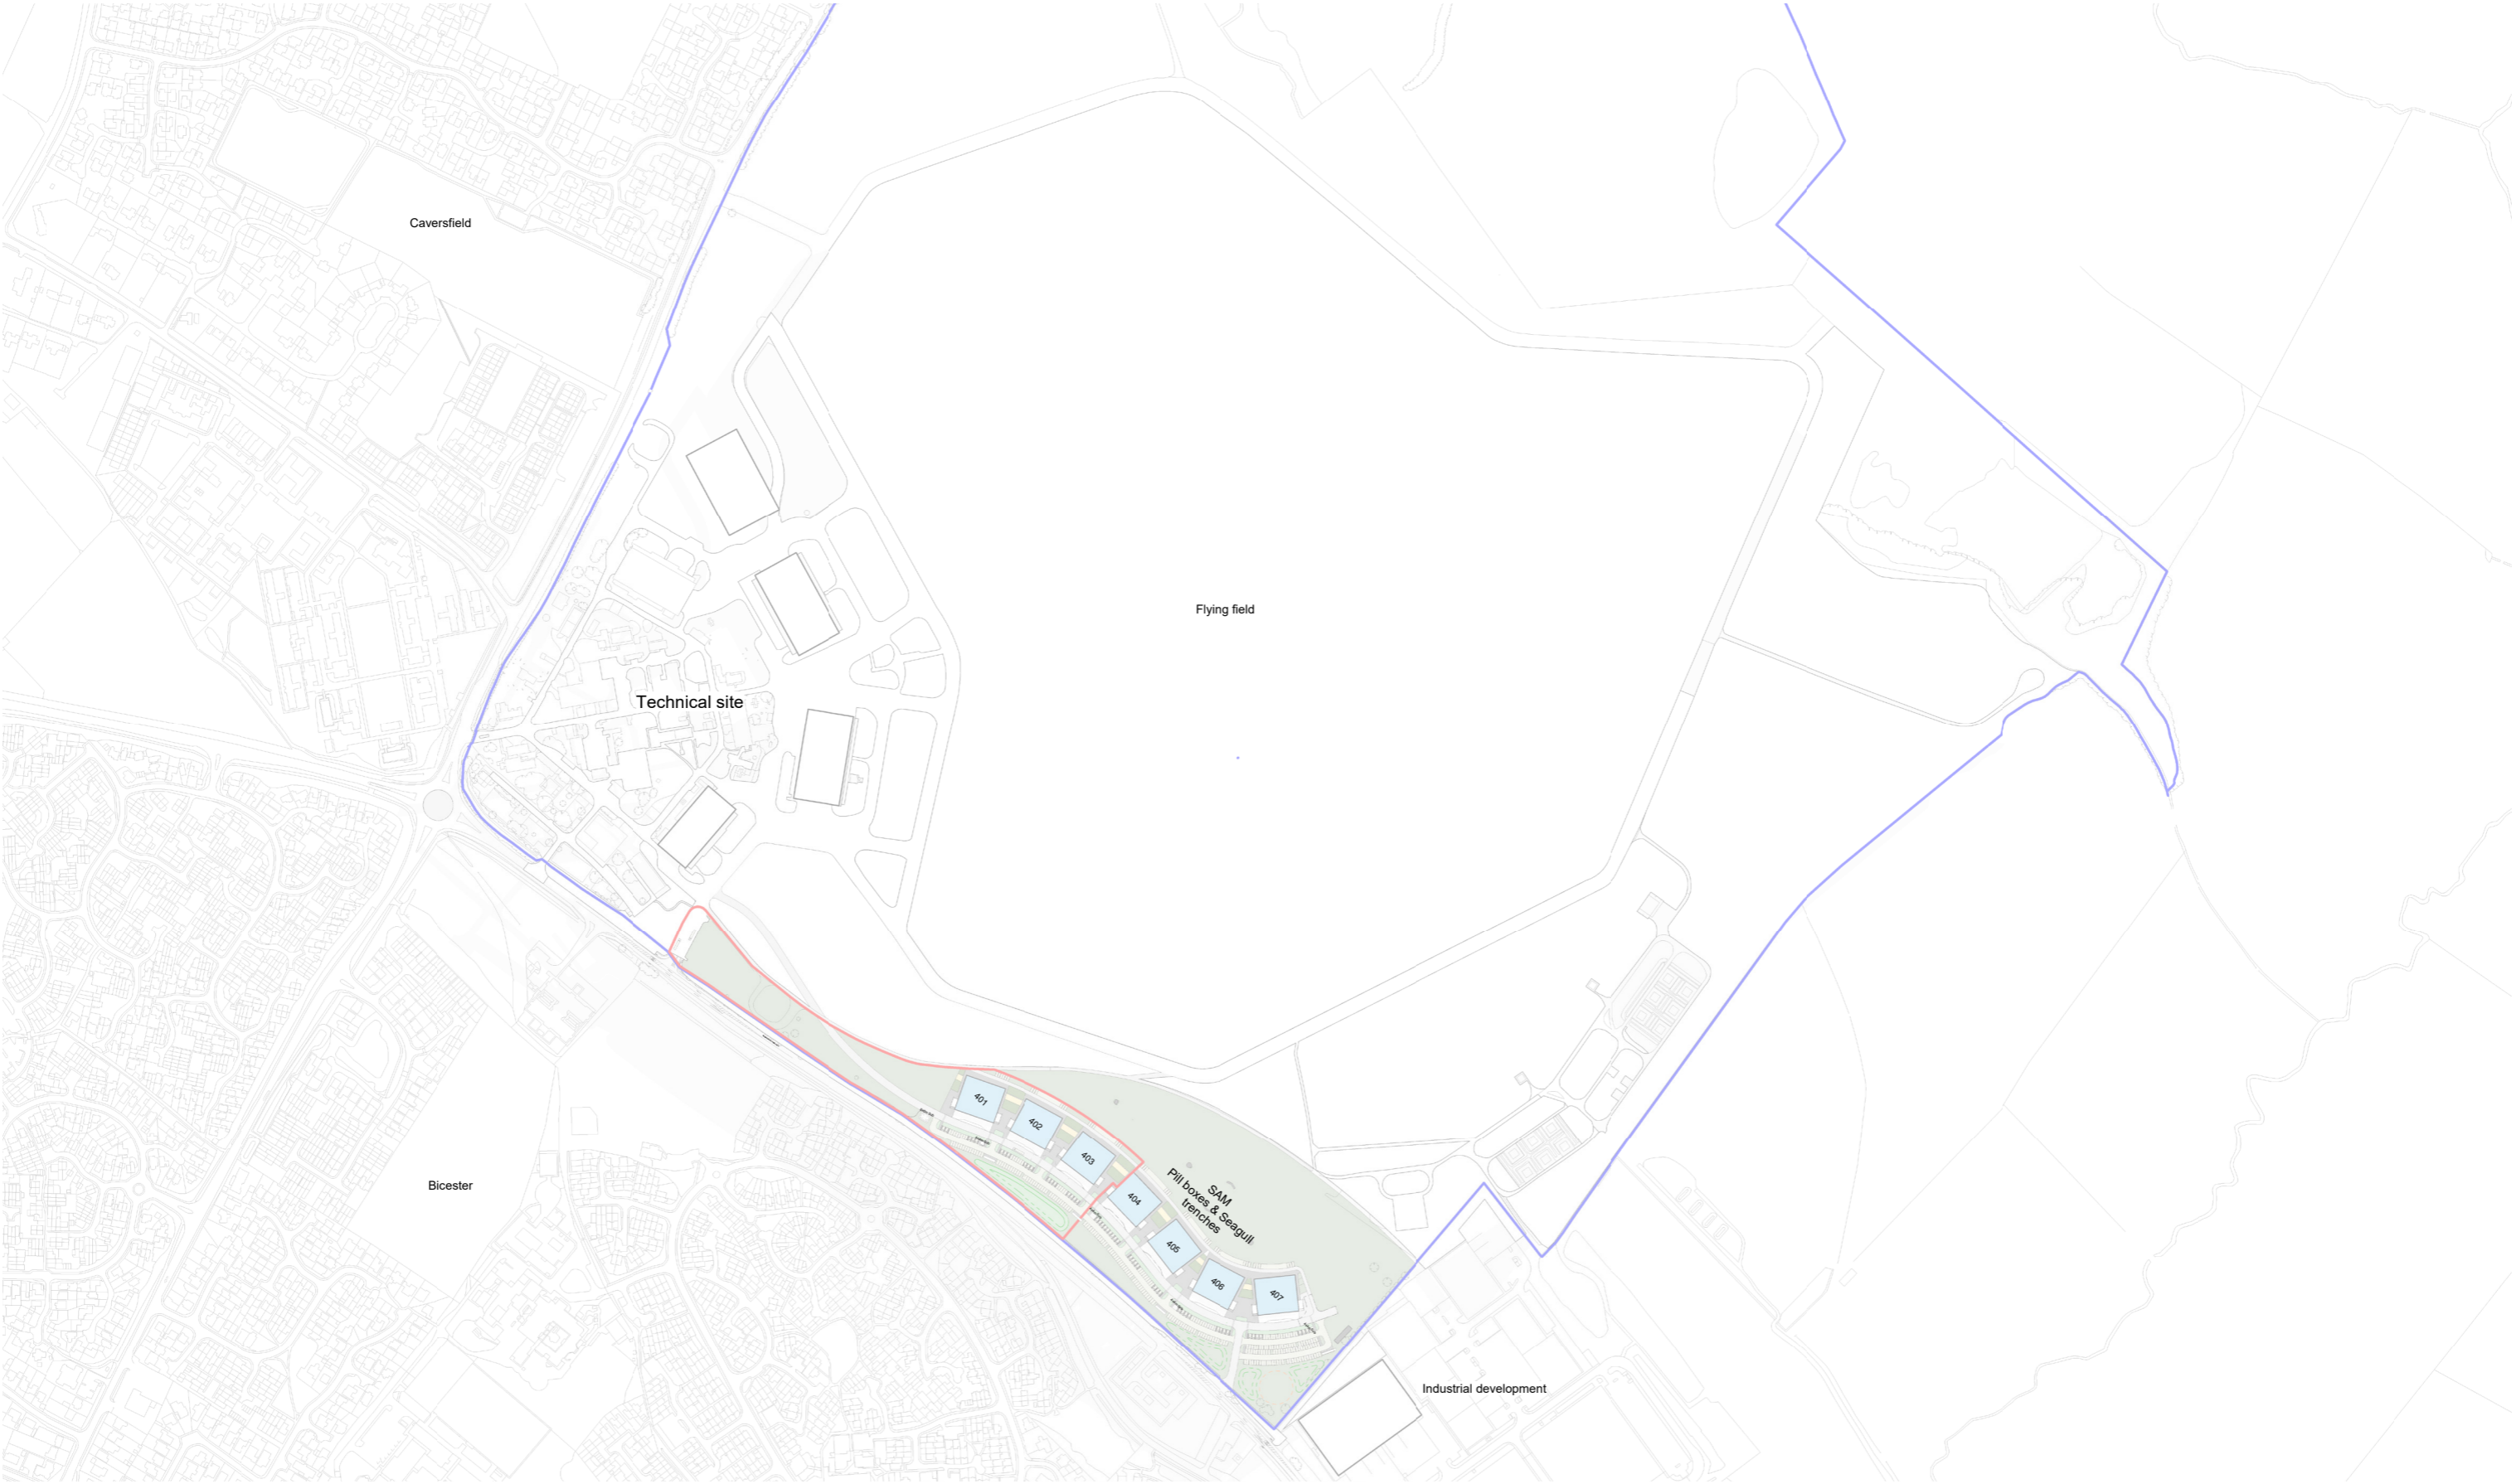 Caversfield
Flying field
Technical site
401
402
403
404
SAM
Pill boxes & Seagull
trenches
Bicester
405
406
407
Industrial development